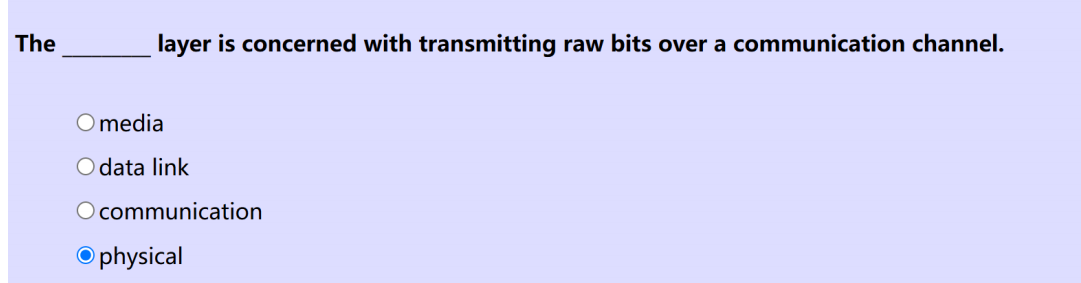 The ________ layer is concerned with transmitting raw bits over a communication channel.
media
data link
communication
physical